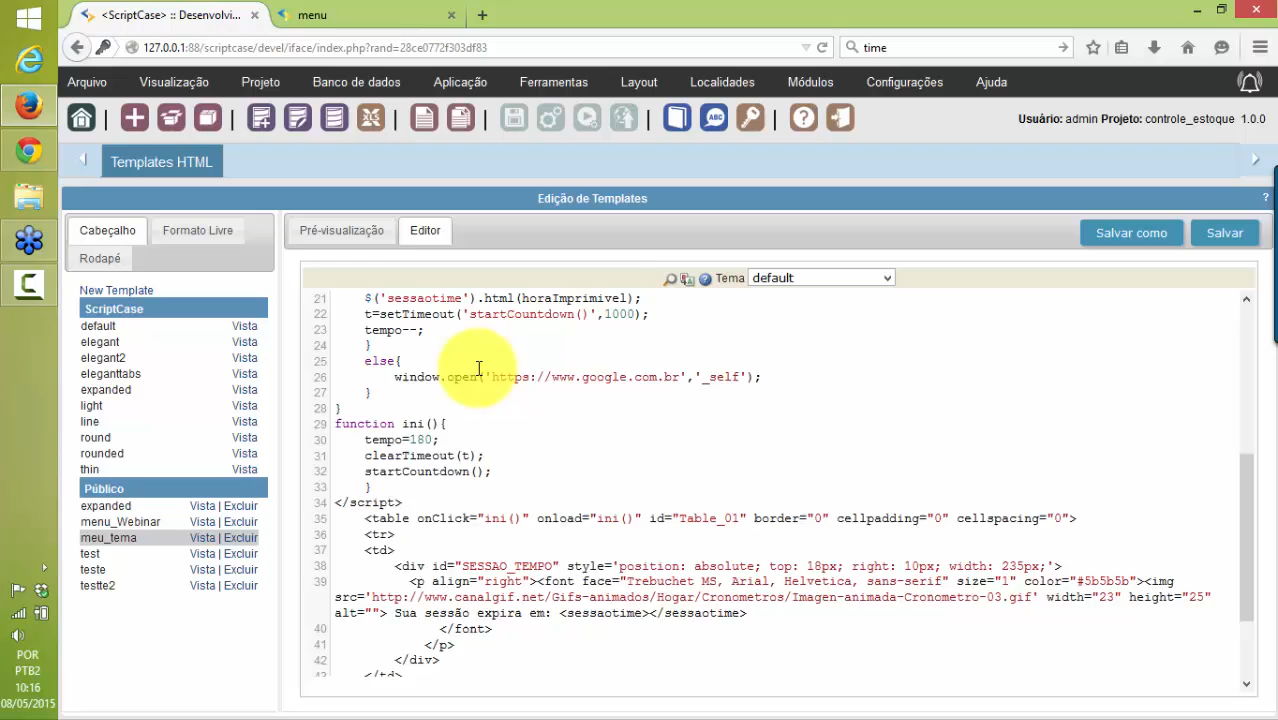 <ScriptCase> :: Desenvolvi...
menu
127.0.0.1:88/scriptcase/devel/iface/index.php?rand=28ce0772f303df83
time
Arquivo Visualização Projeto Banco de dados Aplicação Ferramentas Layout Localidades Módulos Configurações Ajuda
XLS
ABC
Usuário: admin Projeto: controle_estoque 1.0.0
Templates HTML
Edição de Templates
?
Cabeçalho
Formato Livre
Rodapé
Pré-visualização
Editor
Salvar como
Salvar
New Template
ScriptCase
default Vista
elegant Vista
elegant2 Vista
eleganttabs Vista
expanded Vista
light Vista
line Vista
round Vista
rounded Vista
thin Vista
Público
expanded Vista | Excluir
menu_Webinar Vista | Excluir
meu_tema Vista | Excluir
test Vista | Excluir
teste Vista | Excluir
testte2 Vista | Excluir
Tema default
21 $('sessaotime').html(horaImprimivel);
22 t=setTimeout('startCountdown()',1000);
23 tempo--;
24 }
25 else{
26 window.open('https://www.google.com.br','_self');
27 }
28 }
29 function ini(){
30 tempo=180;
31 clearTimeout(t);
32 startCountdown();
33 }
34 </script>
35 <table onClick="ini()" onload="ini()" id="Table_01" border="0" cellpadding="0" cellspacing="0">
36 <tr>
37 <td>
38 <div id="SESSAO_TEMPO" style='position: absolute; top: 18px; right: 10px; width: 235px;'>
39 <p align="right"><font face="Trebuchet MS, Arial, Helvetica, sans-serif" size="1" color="#5b5b5b"><img
src='http://www.canalgif.net/Gifs-animados/Hogar/Cronometros/Imagen-animada-Cronometro-03.gif' width="23" height="25"
alt=""> Sua sessão expira em: <sessaotime></sessaotime>
40 </font>
41 </p>
42 </div>
43 </td>
POR
PTB2
10:16
08/05/2015